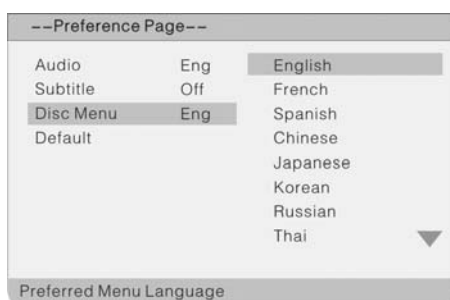 --Preference Page--
Audio Eng English
Subtitle Off French
Disc Menu Eng Spanish
Default Chinese
Japanese
Korean
Russian
Thai
Preferred Menu Language